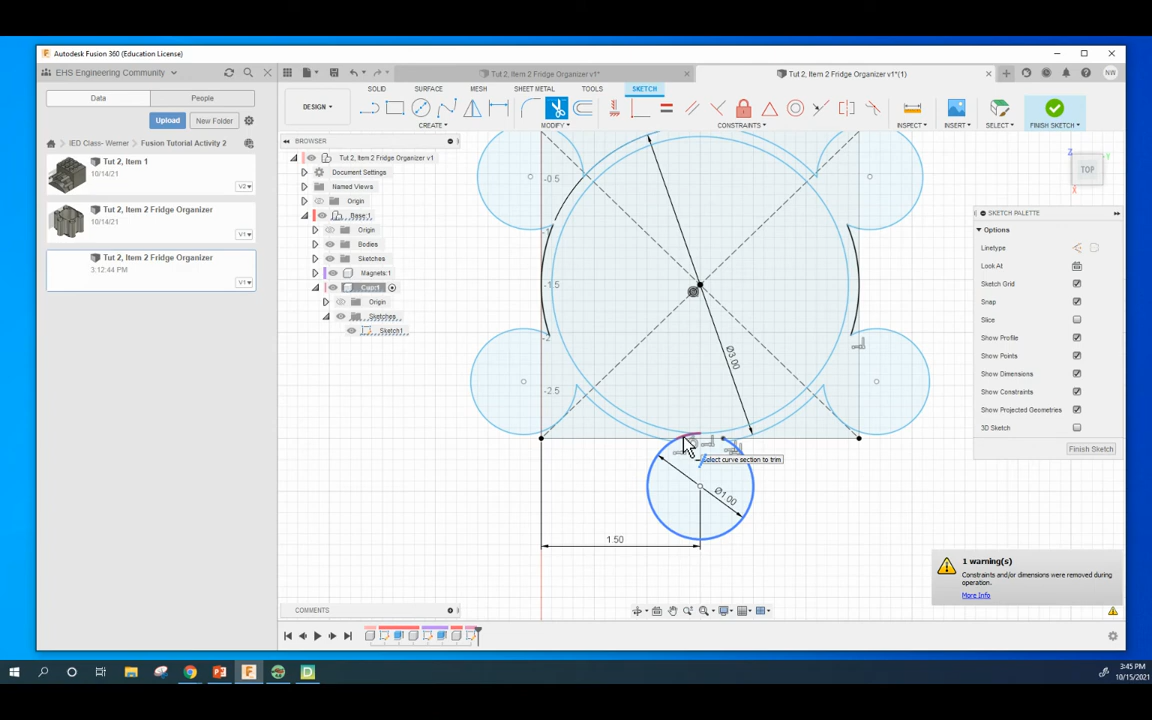 Autodesk Fusion 360 (Education License)
EHS Engineering Community
Data
People
Upload
New Folder
IED Class- Werner
Fusion Tutorial Activity 2
Tut 2, Item 1
10/14/21
V2
Tut 2, Item 2 Fridge Organizer
10/14/21
V1
Tut 2, Item 2 Fridge Organizer
3:12:44 PM
V1
Tut 2, Item 2 Fridge Organizer v1*
Tut 2, Item 2 Fridge Organizer v1*(1)
NW
SOLID
SURFACE
MESH
SHEET METAL
TOOLS
SKETCH
DESIGN
CREATE
MODIFY
CONSTRAINTS
INSPECT
INSERT
SELECT
FINISH SKETCH
BROWSER
Tut 2, Item 2 Fridge Organizer v1
Document Settings
Named Views
Origin
Base:1
Origin
Bodies
Sketches
Magnets:1
Cup:1
Origin
Sketches
Sketch1
-0.5
-1.5
-2
-2.5
Ø3.00
Ø1.00
1.50
Select curve section to trim
Z
Y
X
TOP
SKETCH PALETTE
Options
Linetype
Look At
Sketch Grid
Snap
Slice
Show Profile
Show Points
Show Dimensions
Show Constraints
Show Projected Geometries
3D Sketch
Finish Sketch
1 warning(s)
Constraints and/or dimensions were removed during operation.
More Info
COMMENTS
3:45 PM
10/15/2021